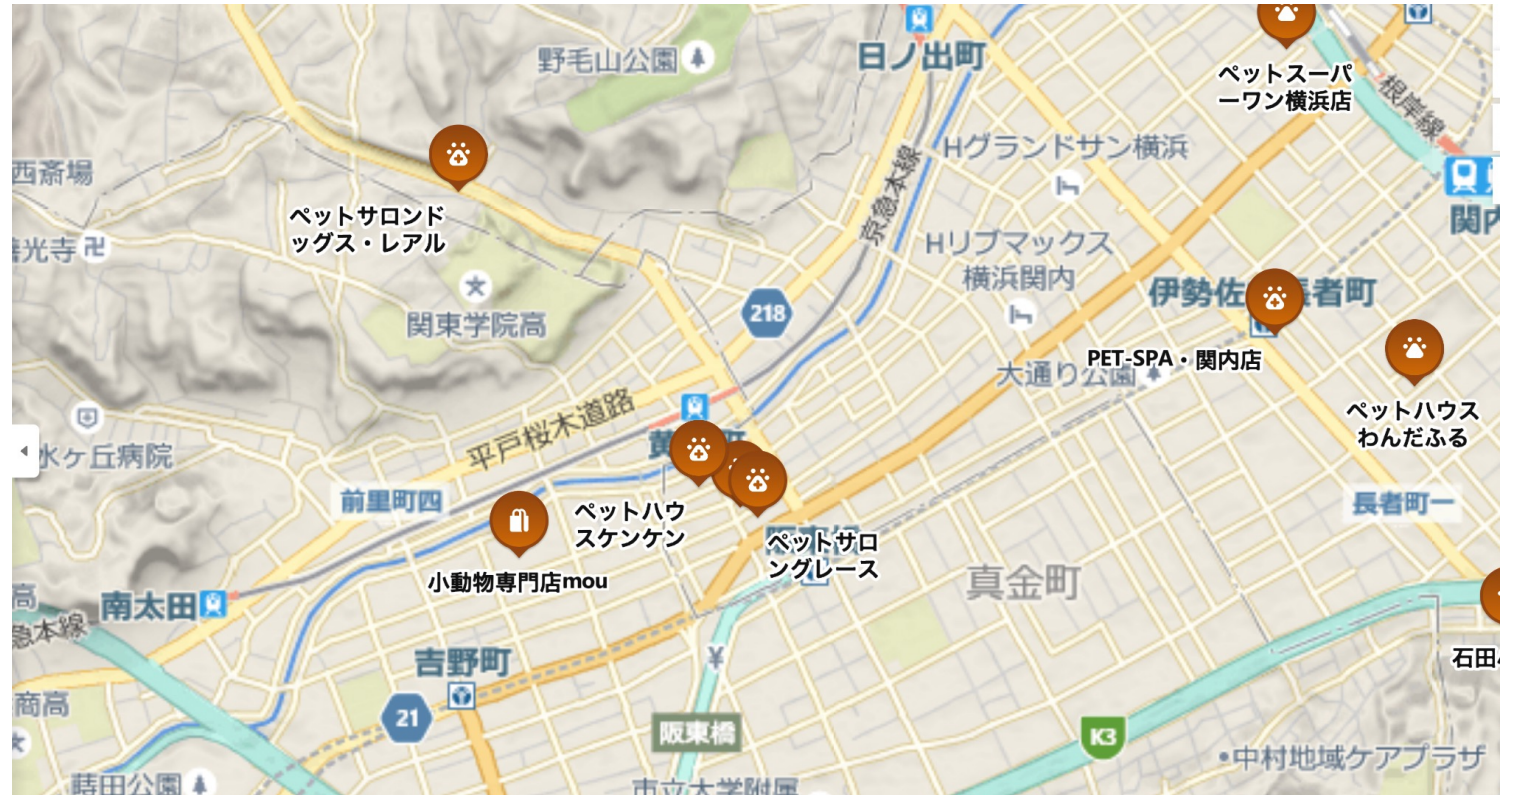 日ノ出町
野毛山公園
ペットスーパ
ーワン横浜店
根岸線
Hグランドサン横浜
西斎場
京急本線
ペットサロンド
ッグス・レアル
関内
善光寺
Hリブマックス
横浜関内
伊勢佐
長者町
関東学院高
218
PET-SPA・関内店
大通り公園
ペットハウス
わんだふる
平戸桜木道路
水ヶ丘病院
前里町四
長者町一
ペットハウ
スケンケン
ペットサロ
ングレース
小動物専門店mou
真金町
南太田
高
急本線
吉野町
石田
商高
21
阪東橋
K3
中村地域ケアプラザ
蒔田公園
市立大学附属